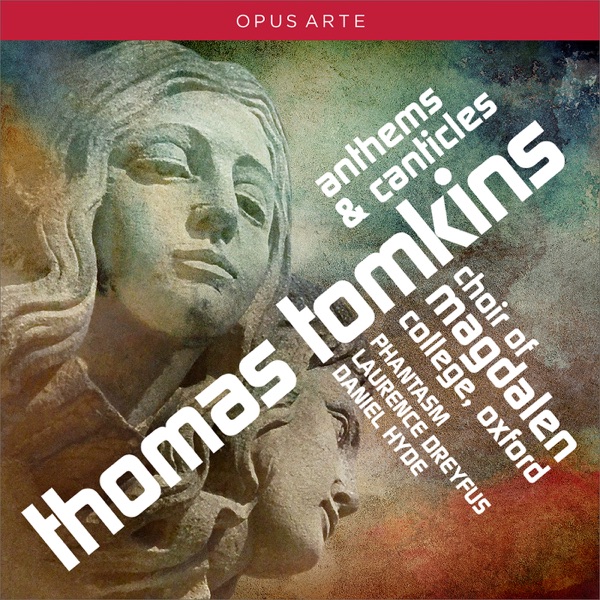 OPUS ARTE
anthems
& canticles
thomas tomkins
choir of
magdalen
college, oxford
PHANTASM
LAURENCE DREYFUS
DANIEL HYDE